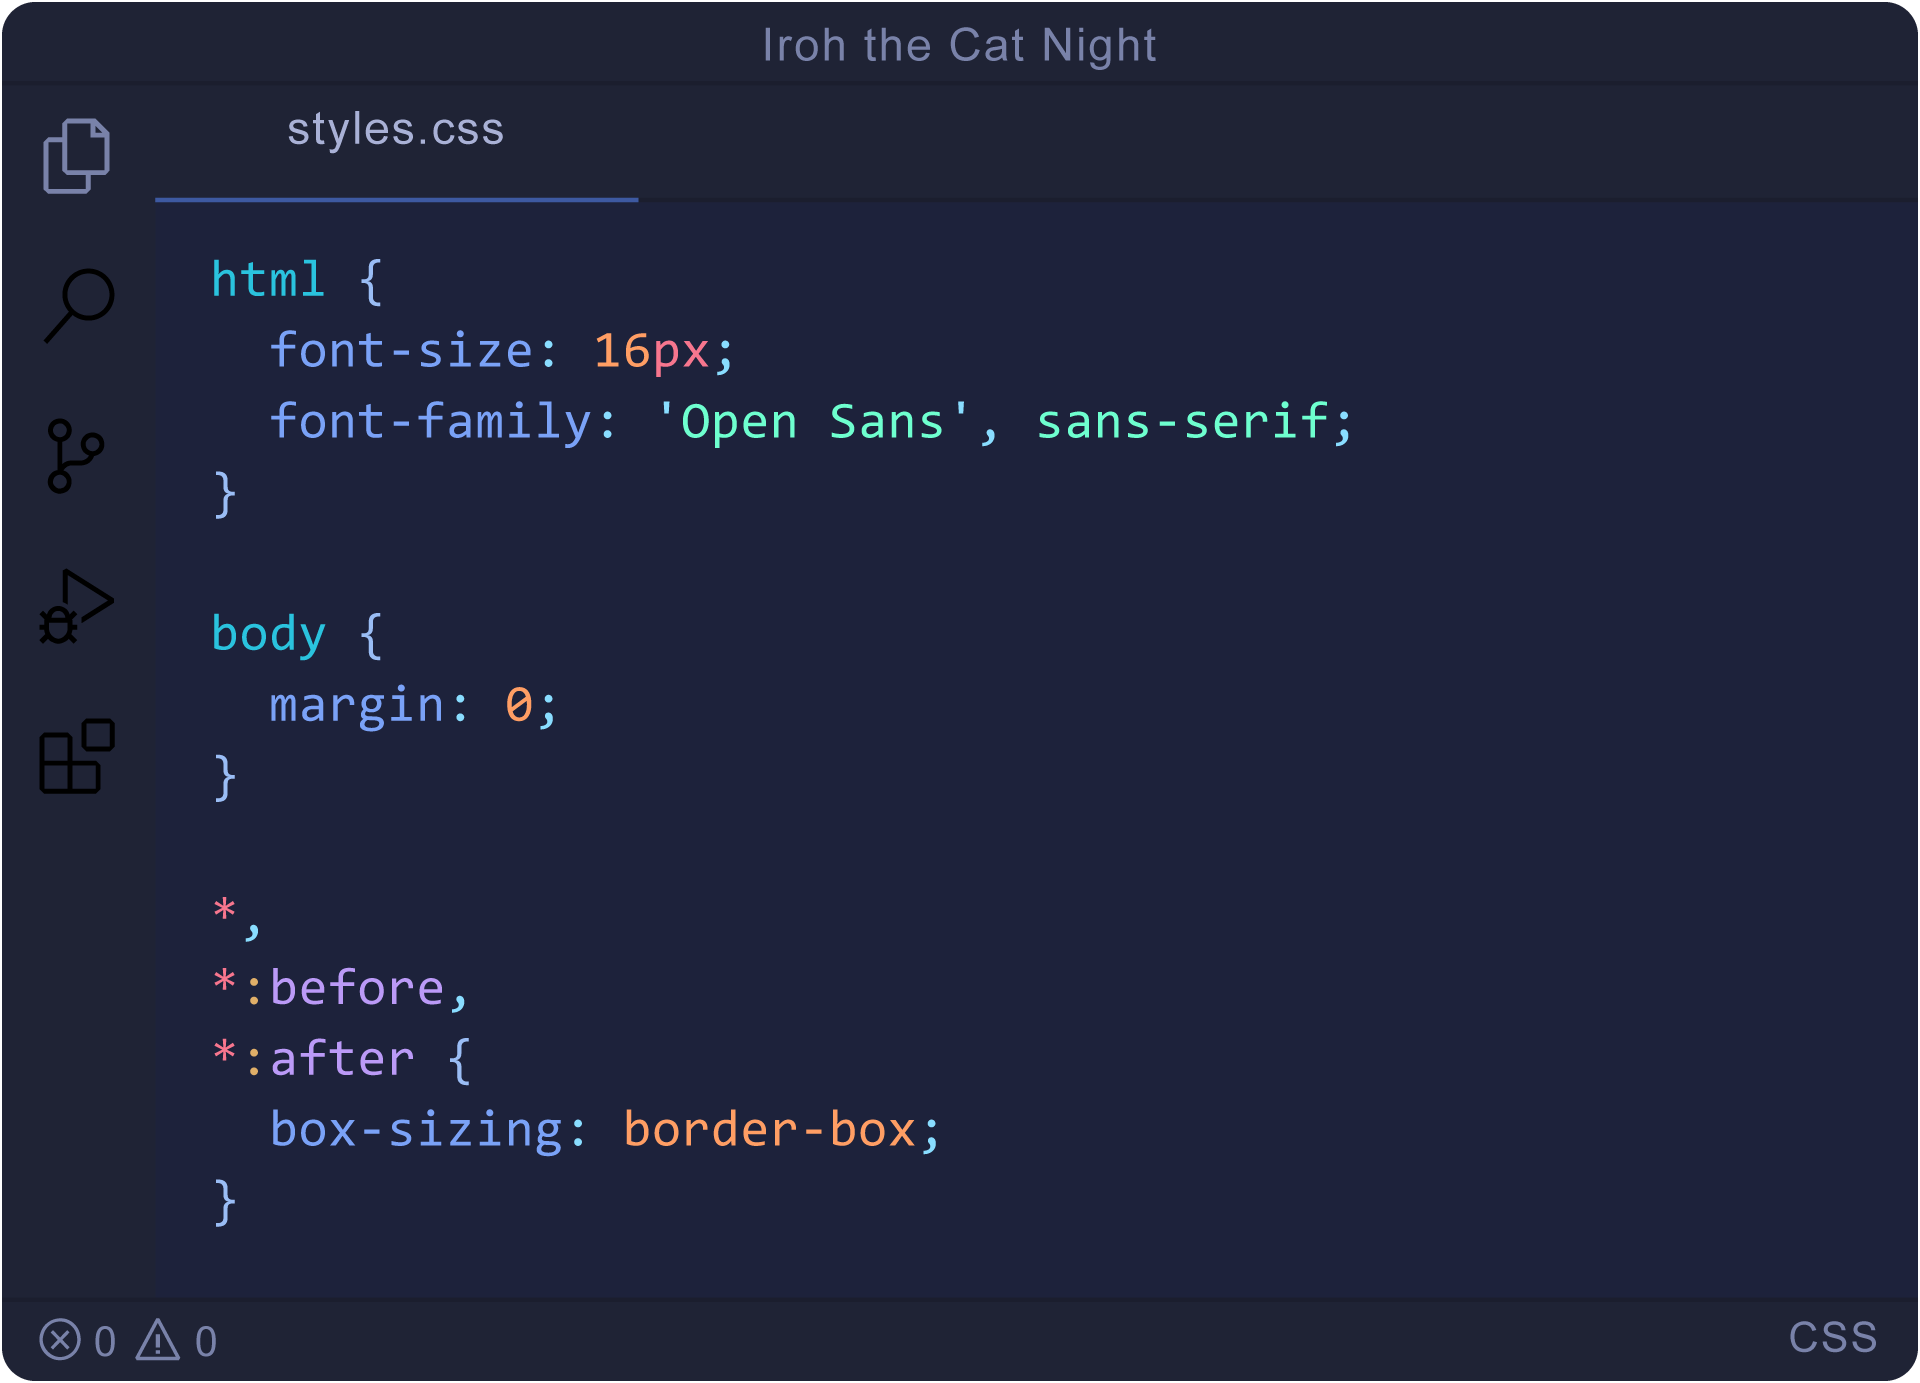 Iroh the Cat Night
styles.css
html {
  font-size: 16px;
  font-family: 'Open Sans', sans-serif;
}
body {
  margin: 0;
}
*,
*:before,
*:after {
  box-sizing: border-box;
}
0 0
CSS